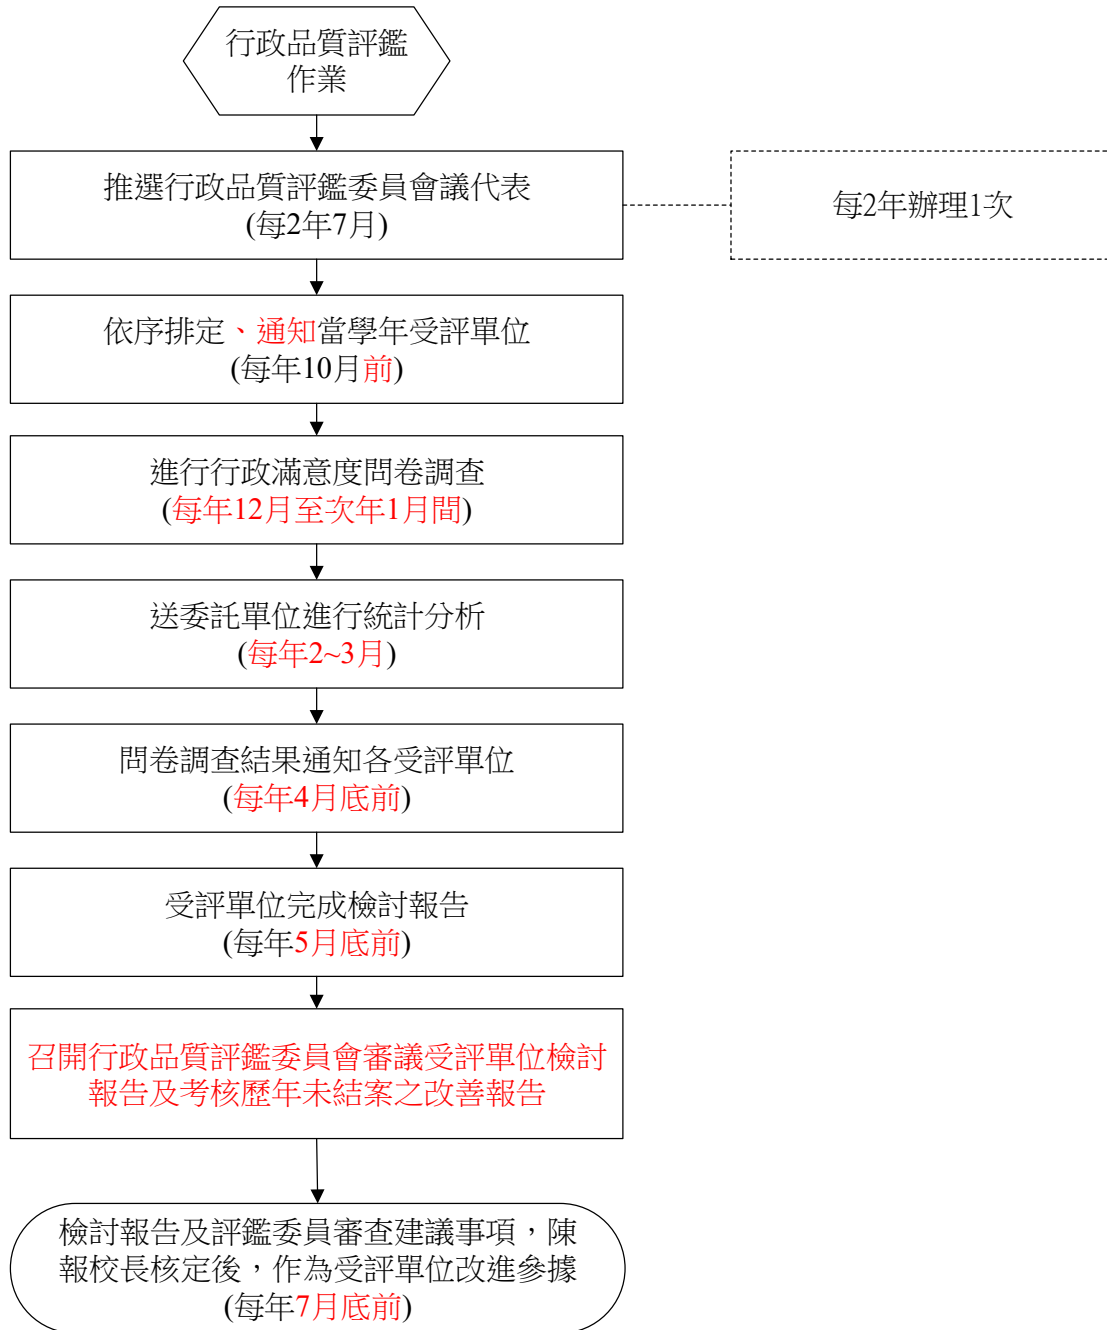 行政品質評鑑
作業
推選行政品質評鑑委員會議代表
(每2年7月)
每2年辦理1次
依序排定、通知當學年受評單位
(每年10月前)
進行行政滿意度問卷調查
(每年12月至次年1月間)
送委託單位進行統計分析
(每年2~3月)
問卷調查結果通知各受評單位
(每年4月底前)
受評單位完成檢討報告
(每年5月底前)
召開行政品質評鑑委員會審議受評單位檢討
報告及考核歷年未結案之改善報告
檢討報告及評鑑委員審查建議事項，陳
報校長核定後，作為受評單位改進參據
(每年7月底前)